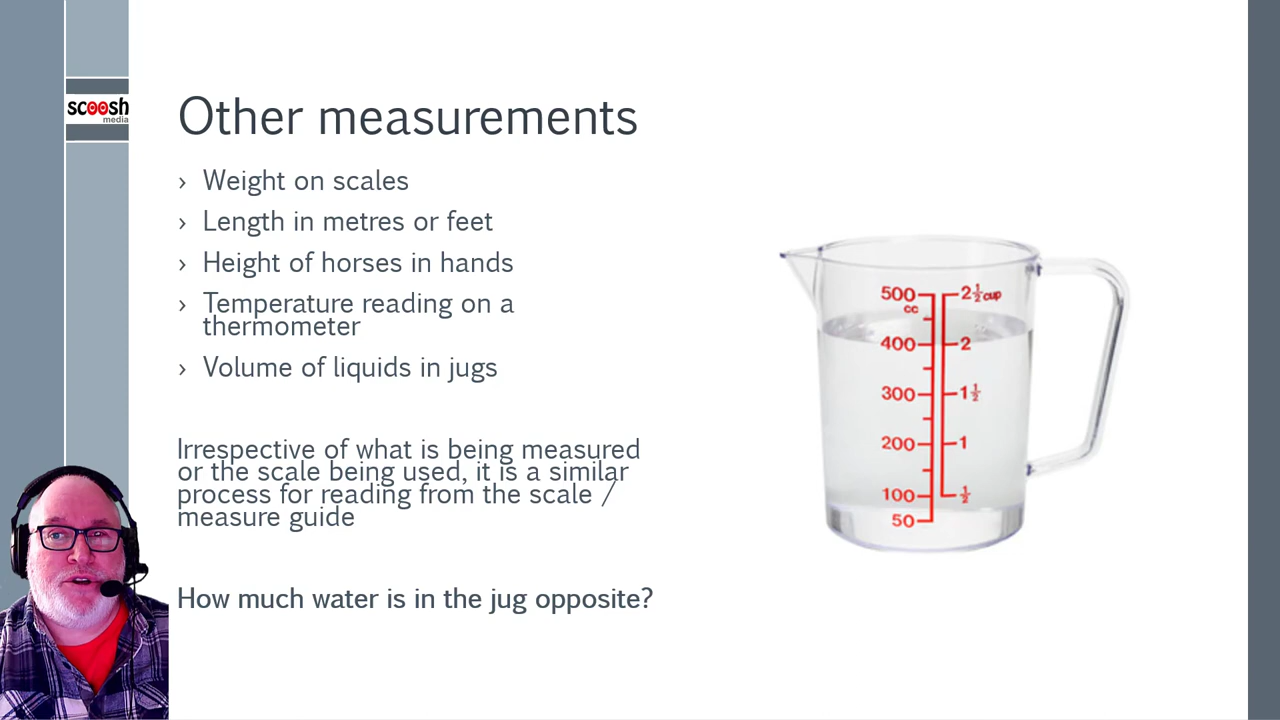 scoosh
media
Other measurements
› Weight on scales
› Length in metres or feet
› Height of horses in hands
› Temperature reading on a
thermometer
› Volume of liquids in jugs
Irrespective of what is being measured
or the scale being used, it is a similar
process for reading from the scale /
measure guide
How much water is in the jug opposite?
500 2½cup
cc
400 2
300 1½
200 1
100 ½
50